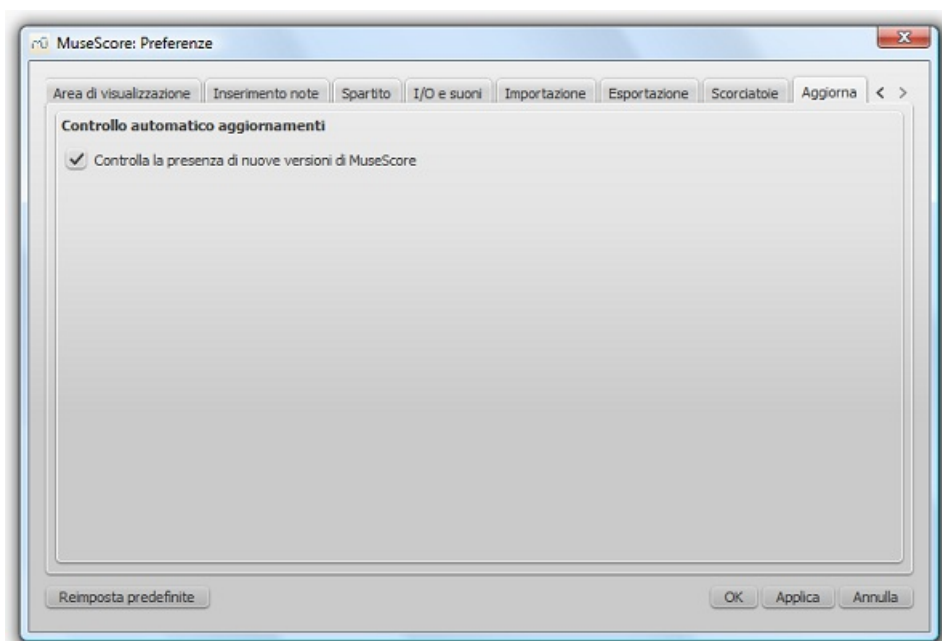 MuseScore: Preferenze
Area di visualizzazione Inserimento note Spartito I/O e suoni Importazione Esportazione Scorciatoie Aggiorna
Controllo automatico aggiornamenti
Controlla la presenza di nuove versioni di MuseScore
Reimposta predefinite OK Applica Annulla